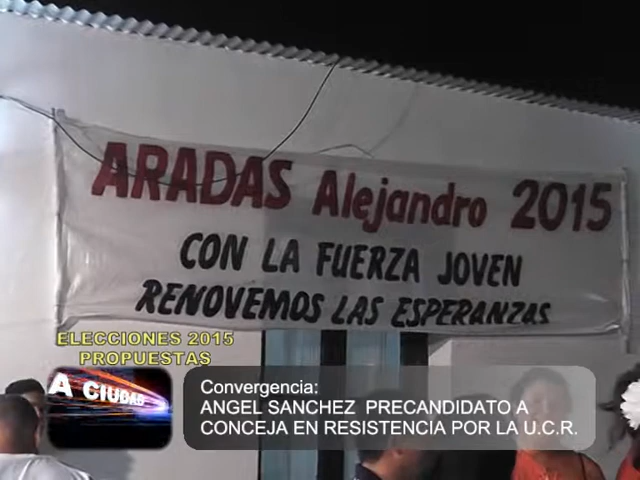 ARADAS Alejandro 2015
CON LA FUERZA JOVEN
RENOVEMOS LAS ESPERANZAS
ELECCIONES 2015
PROPUESTAS
A CIUDAD
Convergencia:
ANGEL SANCHEZ PRECANDIDATO A
CONCEJA EN RESISTENCIA POR LA U.C.R.